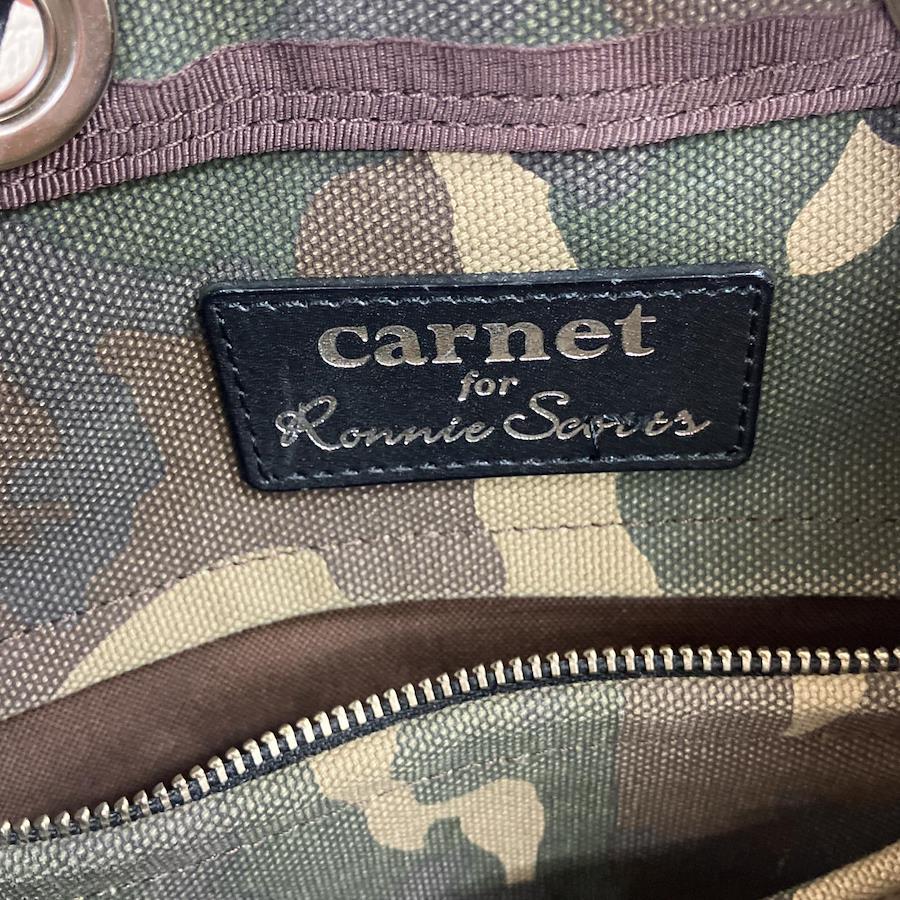 carnet
for
Ronnie Scotts